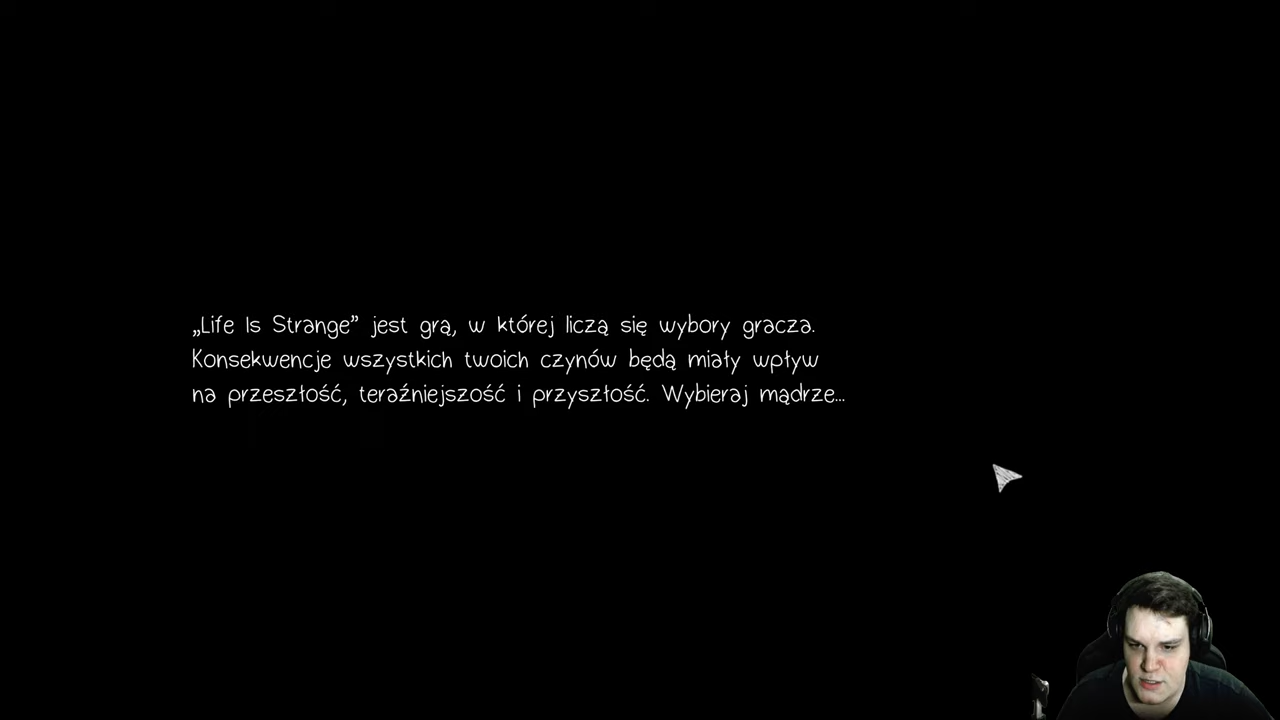 „Life Is Strange” jest grą, w której liczą się wybory gracza.
Konsekwencje wszystkich twoich czynów będą miały wpływ
na przeszłość, teraźniejszość i przyszłość. Wybieraj mądrze...